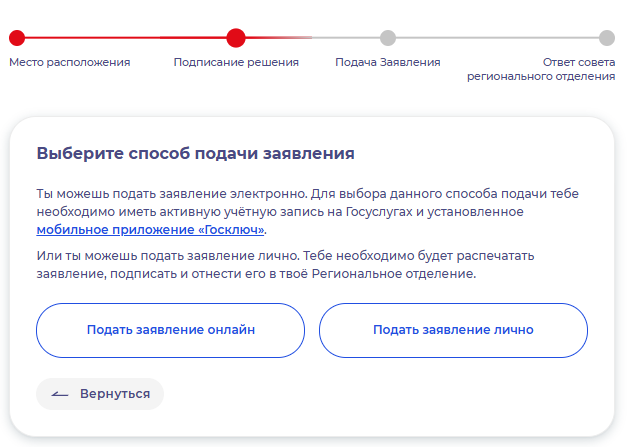 Место расположения
Подписание решения
Подача Заявления
Ответ совета
регионального отделения
Выберите способ подачи заявления
Ты можешь подать заявление электронно. Для выбора данного способа подачи тебе
необходимо иметь активную учётную запись на Госуслугах и установленное
мобильное приложение «Госключ».
Или ты можешь подать заявление лично. Тебе необходимо будет распечатать
заявление, подписать и отнести его в твоё Региональное отделение.
Подать заявление онлайн
Подать заявление лично
Вернуться